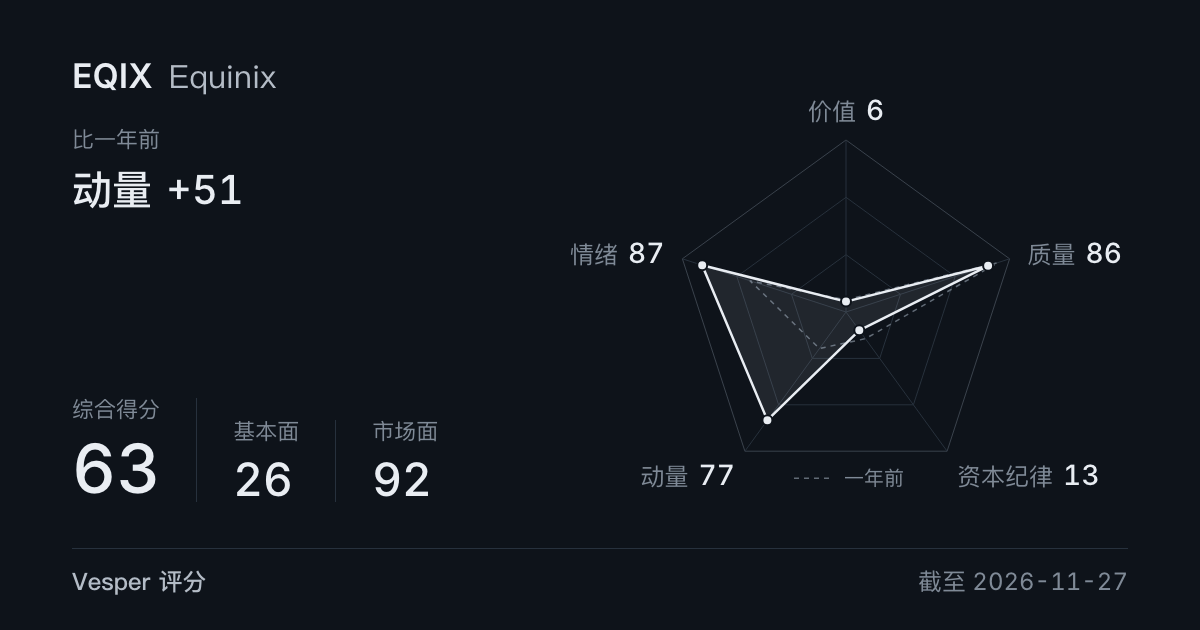 EQIX Equinix
比一年前
动量 +51
价值 6
情绪 87
质量 86
动量 77
---- 一年前
资本纪律 13
综合得分
63
基本面
26
市场面
92
Vesper 评分
截至 2026-11-27